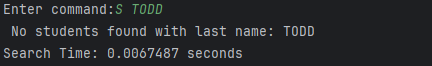 Enter command:S TODD
No students found with last name: TODD
Search Time: 0.0067487 seconds